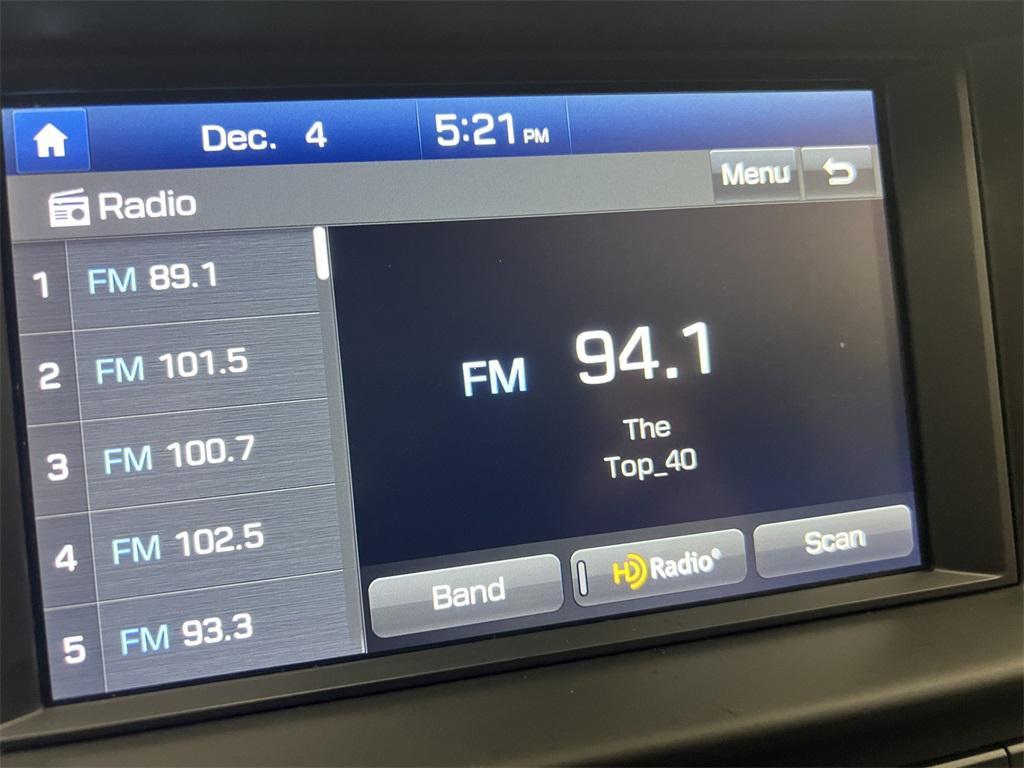 Dec. 4 5:21 PM
Radio Menu
1 FM 89.1
2 FM 101.5
3 FM 100.7
4 FM 102.5
5 FM 93.3
FM 94.1
The
Top_40
Band HD Radio® Scan